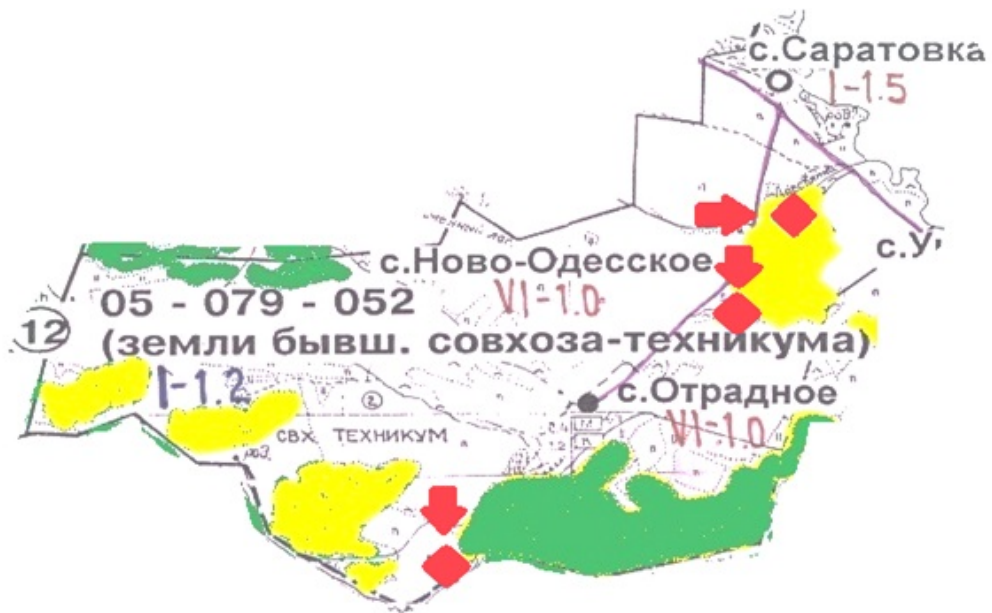 с.Саратовка
I-1.5
с.Ново-Одесское
с.У
VI-1.0
05 - 079 - 052
12
(земли бывш. совхоза-техникума)
I-1.2
с.Отрадное
2
VI-1.0
СВХ ТЕХНИКУМ